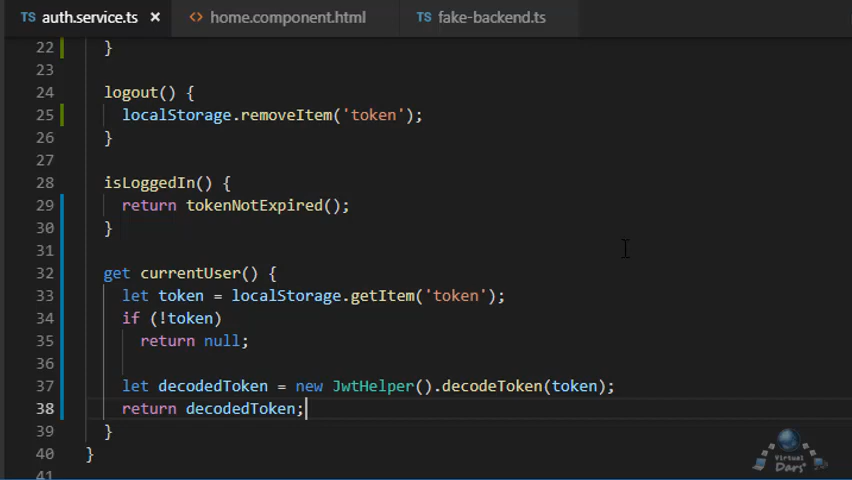 TS auth.service.ts × <> home.component.html TS fake-backend.ts
22 }
23
24 logout() {
25 localStorage.removeItem('token');
26 }
27
28 isLoggedIn() {
29 return tokenNotExpired();
30 }
31
32 get currentUser() {
33 let token = localStorage.getItem('token');
34 if (!token)
35 return null;
36
37 let decodedToken = new JwtHelper().decodeToken(token);
38 return decodedToken;
39 }
40 }
41
Virtual
Dars